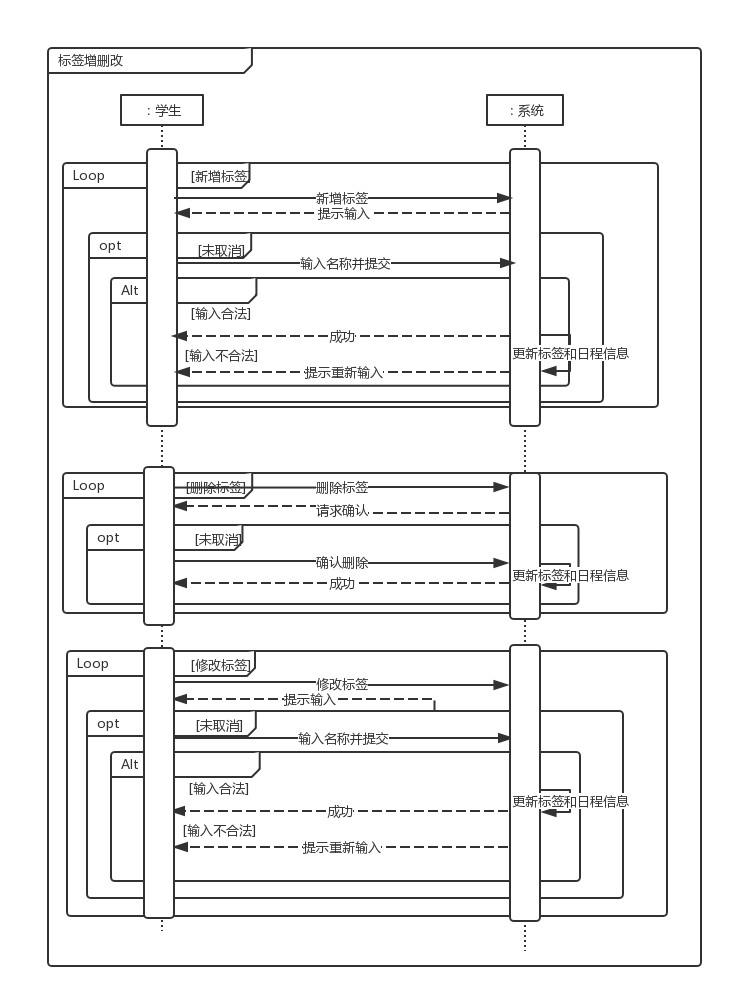 标签增删改
: 学生
: 系统
Loop
[新增标签]
新增标签
提示输入
opt
[未取消]
输入名称并提交
Alt
[输入合法]
成功
更新标签和日程信息
[输入不合法]
提示重新输入
Loop
[删除标签]
删除标签
请求确认
opt
[未取消]
确认删除
更新标签和日程信息
成功
Loop
[修改标签]
修改标签
提示输入
opt
[未取消]
输入名称并提交
Alt
[输入合法]
更新标签和日程信息
成功
[输入不合法]
提示重新输入